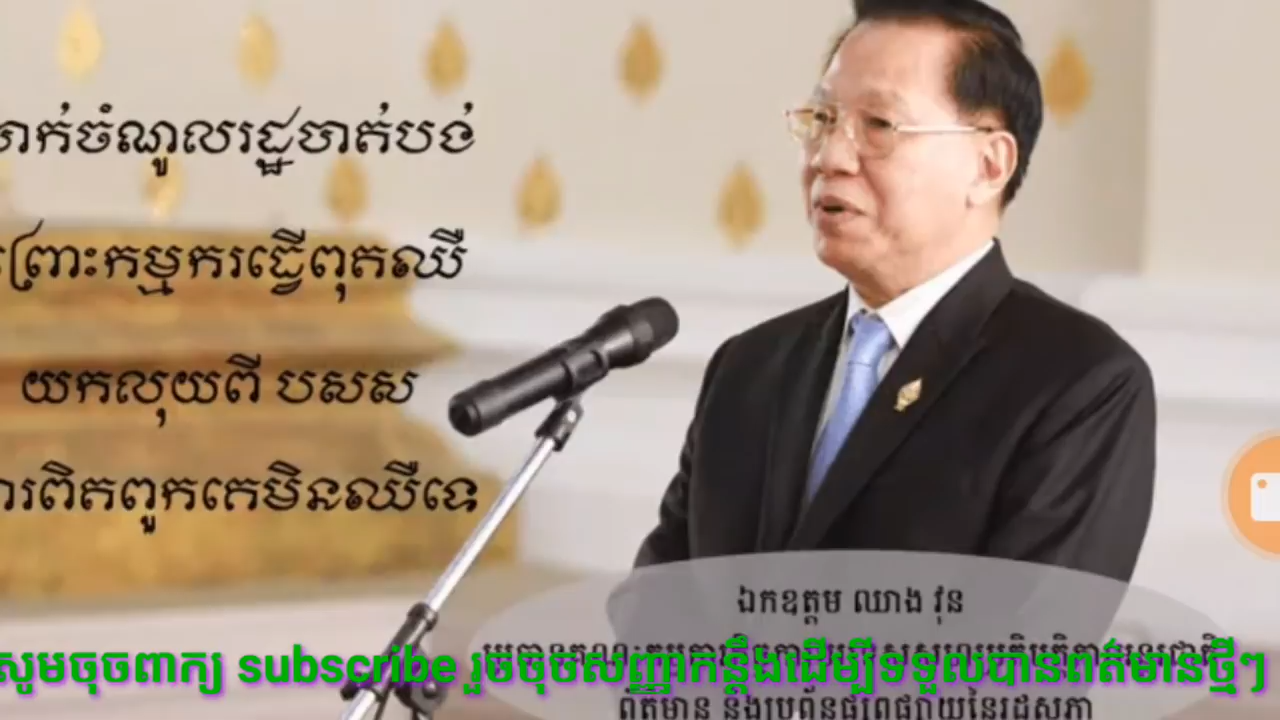 ចំណូលរដ្ឋបាត់បង់
ព្រោះកម្មករធ្វើពុតឈឺ
យកលុយពី បសស
ពិតពួកគេមិនឈឺទេ
ឯកឧត្តម ឈាង វុន
សូមចុចពាក្យ subscribe រួចចុចសញ្ញាកន្តឹងដើម្បីទទួលបានពត៌មានថ្មីៗ
ព័ត៌មាន និងប្រព័ន្ធផ្សព្វផ្សាយនៃរដ្ឋសភា